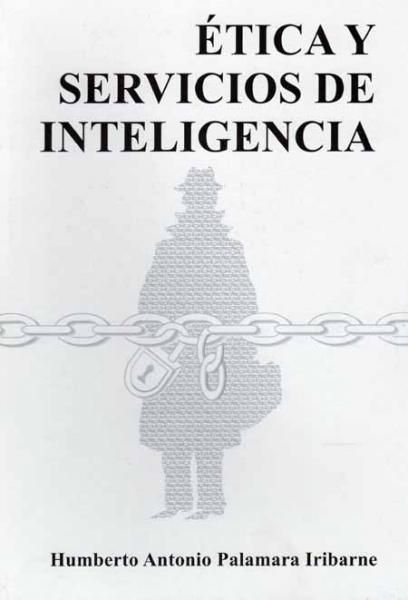 ÉTICA Y
SERVICIOS DE
INTELIGENCIA
Humberto Antonio Palamara Iribarne